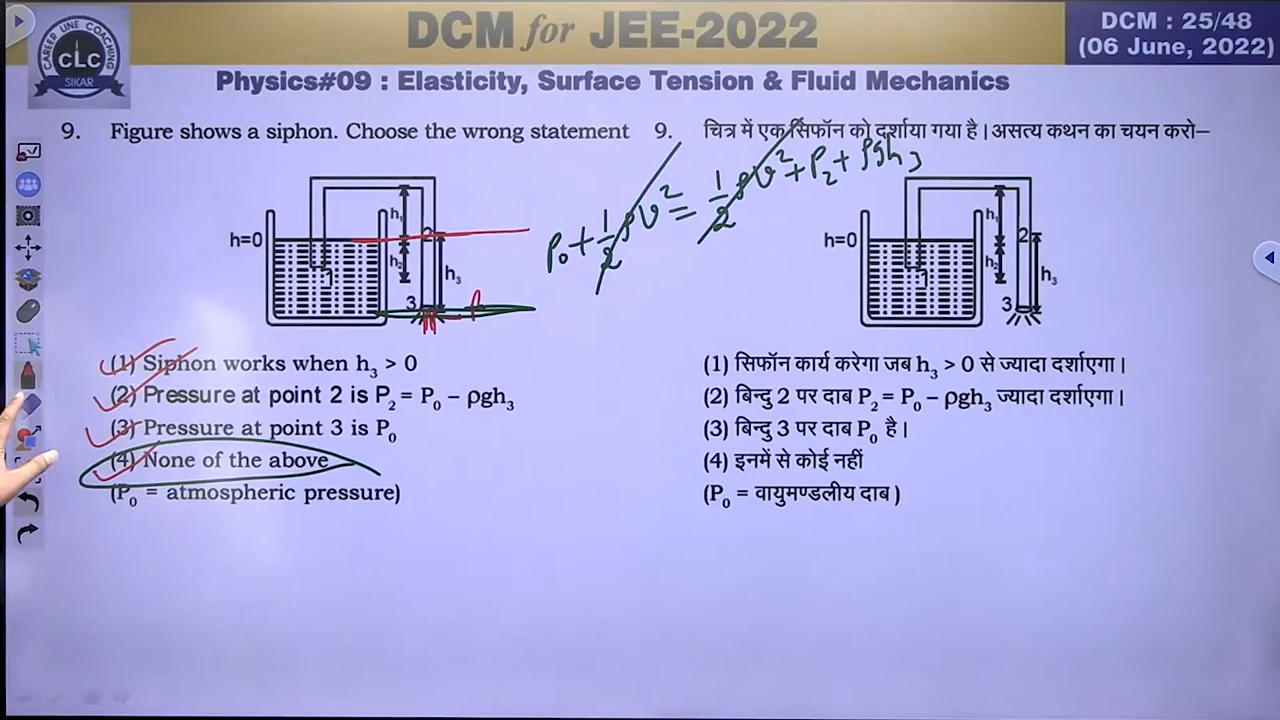 DCM for JEE-2022
DCM : 25/48
(06 June, 2022)
CAREER LINE COACHING
CLC
SIKAR
Physics#09 : Elasticity, Surface Tension & Fluid Mechanics
9. Figure shows a siphon. Choose the wrong statement
h=0
h₁
h₂
h₃
1
2
3
P₀ + 1/2 ρv² = 1/2 ρv² + P₂ + ρgh₃
(1) Siphon works when h₃ > 0
(2) Pressure at point 2 is P₂ = P₀ – ρgh₃
(3) Pressure at point 3 is P₀
(4) None of the above
(P₀ = atmospheric pressure)
9. चित्र में एक सिफॉन को दर्शाया गया है। असत्य कथन का चयन करो–
h=0
h₁
h₂
h₃
1
2
3
(1) सिफॉन कार्य करेगा जब h₃ > 0 से ज्यादा दर्शाएगा।
(2) बिन्दु 2 पर दाब P₂ = P₀ – ρgh₃ ज्यादा दर्शाएगा।
(3) बिन्दु 3 पर दाब P₀ है।
(4) इनमें से कोई नहीं
(P₀ = वायुमण्डलीय दाब )